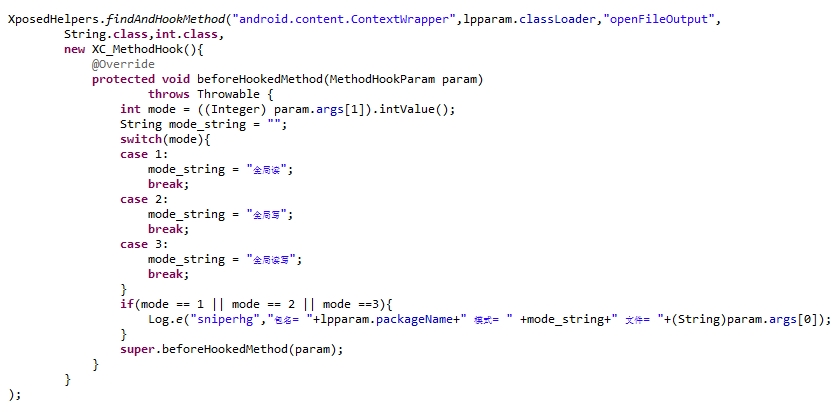 XposedHelpers.findAndHookMethod("android.content.ContextWrapper",lpparam.classLoader,"openFileOutput",
String.class,int.class,
new XC_MethodHook(){
@Override
protected void beforeHookedMethod(MethodHookParam param)
throws Throwable {
int mode = ((Integer) param.args[1]).intValue();
String mode_string = "";
switch(mode){
case 1:
mode_string = "全局读";
break;
case 2:
mode_string = "全局写";
break;
case 3:
mode_string = "全局读写";
break;
}
if(mode == 1 || mode == 2 || mode ==3){
Log.e("sniperhg","包名= "+lpparam.packageName+" 模式= " +mode_string+" 文件= "+(String)param.args[0]);
}
super.beforeHookedMethod(param);
}
}
);